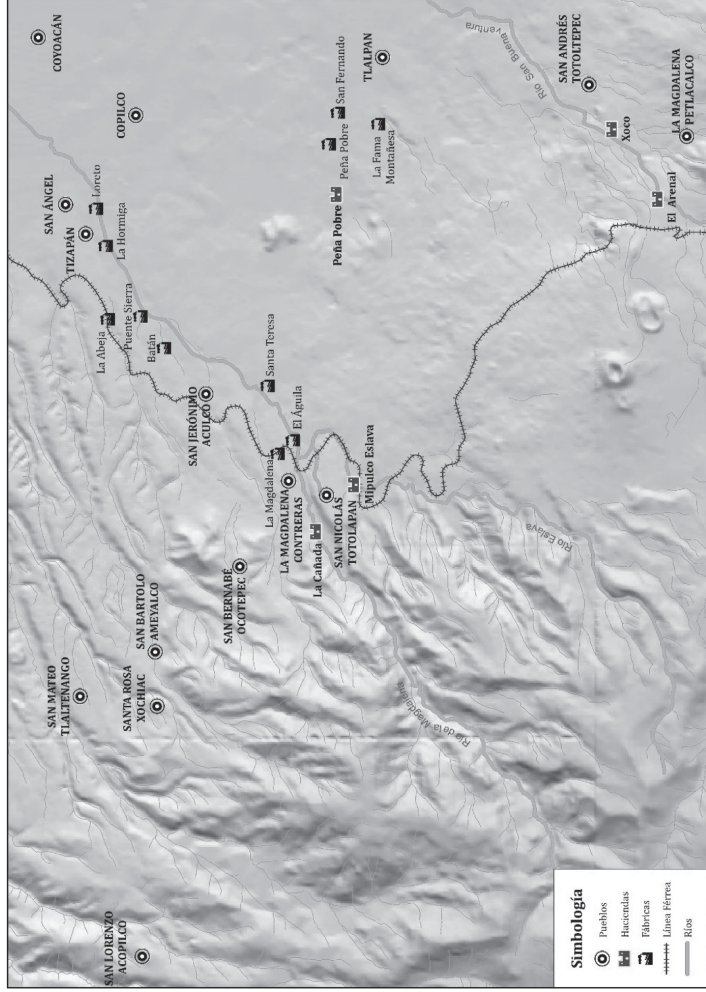 SAN LORENZO
ACOPILCO
SAN MATEO
TLALTENANGO
SANTA ROSA
XOCHIAC
SAN BARTOLO
AMEYALCO
SAN BERNABÉ
OCOTEPEC
LA MAGDALENA
CONTRERAS
La Cañada
SAN NICOLÁS
TOTOLAPAN
Mipulco Eslava
La Magdalena
El Águila
Santa Teresa
SAN JERÓNIMO
ACULCO
La Abeja
Puente Sierra
Batán
TIZAPÁN
SAN ÁNGEL
La Hormiga
Loreto
COPILCO
COYOACÁN
Peña Pobre
Peña Pobre
San Fernando
La Fama
Montañesa
TLALPAN
Río San Buena
ventura
SAN ANDRÉS
TOTOLTEPEC
Xoco
El Arenal
LA MAGDALENA
PETLACALCO
Río Eslava
Río de la Magdalena
Simbología
Pueblos
Haciendas
Fábricas
Línea Férrea
Ríos